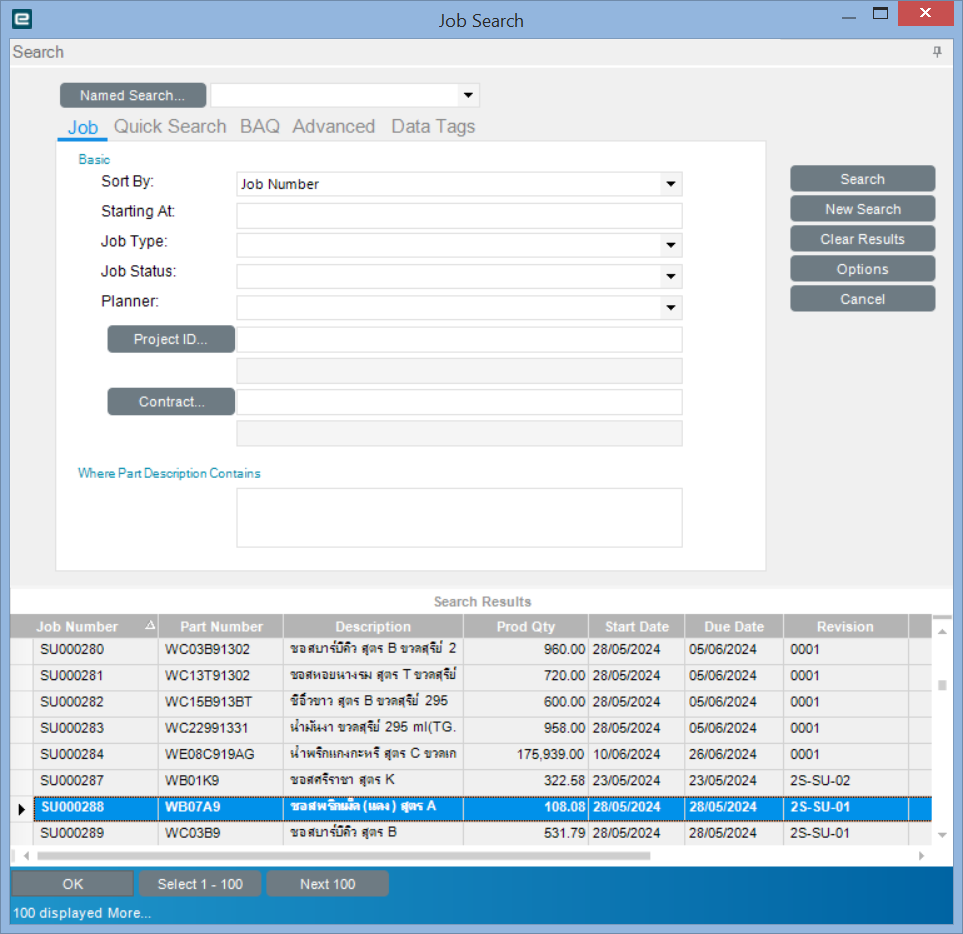 Job Search
Search
Named Search...
Job Quick Search BAQ Advanced Data Tags
Basic
Sort By: Job Number
Starting At:
Job Type:
Job Status:
Planner:
Project ID...
Contract...
Where Part Description Contains
Search
New Search
Clear Results
Options
Cancel
Search Results
Job Number Part Number Description Prod Qty Start Date Due Date Revision
SU000280 WC03B91302 ซอสบาร์บีคิว สูตร B ขวดสุรีย์ 2 960.00 28/05/2024 05/06/2024 0001
SU000281 WC13T91302 ซอสหอยนางรม สูตร T ขวดสุรีย์ 720.00 28/05/2024 05/06/2024 0001
SU000282 WC15B913BT ซีอิ๊วขาว สูตร B ขวดสุรีย์ 295 600.00 28/05/2024 05/06/2024 0001
SU000283 WC22991331 น้ำมันงา ขวดสุรีย์ 295 ml(TG. 958.00 28/05/2024 05/06/2024 0001
SU000284 WE08C919AG น้ำพริกแกงกะหรี่ สูตร C ขวดเก 175,939.00 10/06/2024 26/06/2024 0001
SU000287 WB01K9 ซอสศรีราชา สูตร K 322.58 23/05/2024 23/05/2024 2S-SU-02
SU000288 WB07A9 ซอสพริกเผ็ด (แดง) สูตร A 108.08 28/05/2024 28/05/2024 2S-SU-01
SU000289 WC03B9 ซอสบาร์บีคิว สูตร B 531.79 28/05/2024 28/05/2024 2S-SU-01
OK Select 1 - 100 Next 100
100 displayed More...